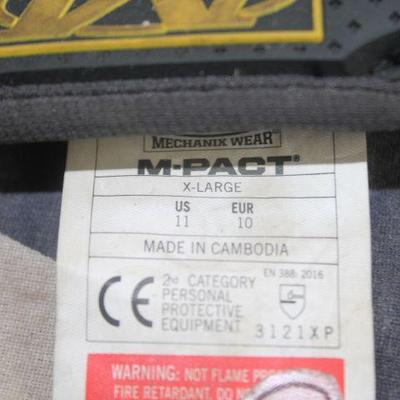 MECHANIX WEAR
M-PACT®
X-LARGE
US EUR
11 10
MADE IN CAMBODIA
CE
2ND CATEGORY
PERSONAL
PROTECTIVE
EQUIPMENT
EN 388: 2016
3121XP
WARNING: NOT FLAME
FIRE RETARDANT. DO